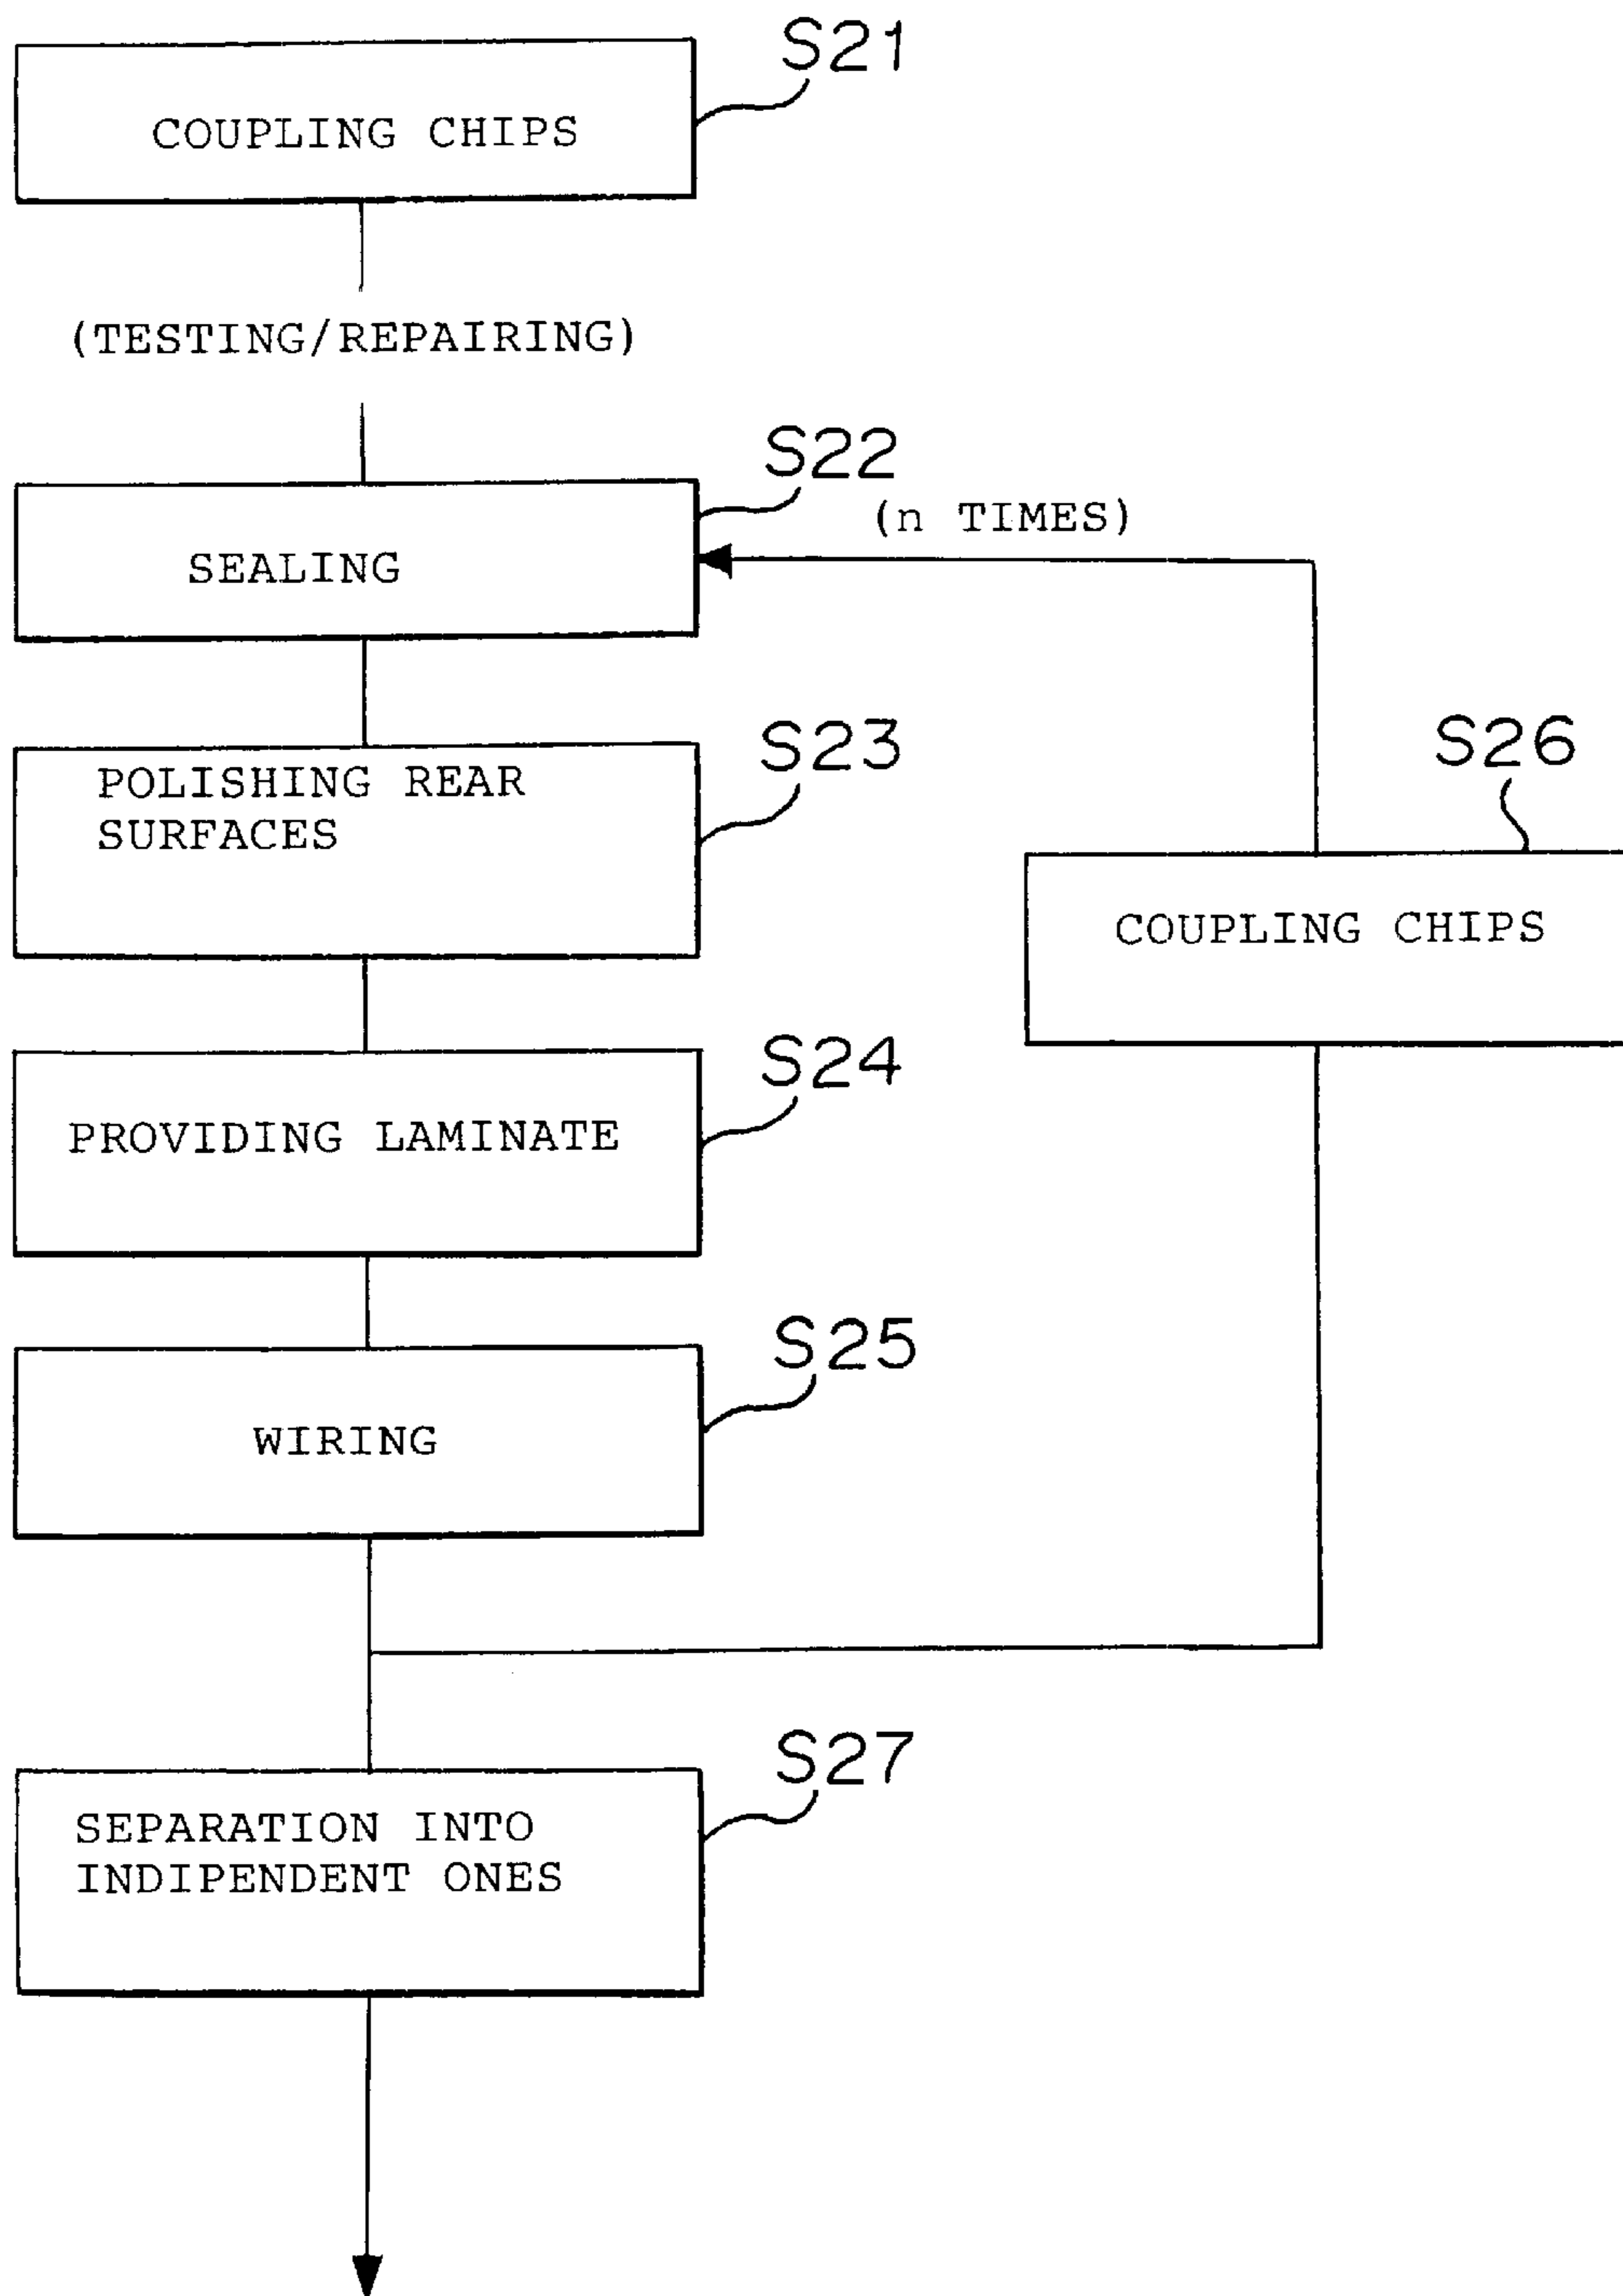 S21
COUPLING CHIPS
(TESTING/REPAIRING)
S22
(n TIMES)
SEALING
S23
POLISHING REAR
SURFACES
S26
COUPLING CHIPS
S24
PROVIDING LAMINATE
S25
WIRING
S27
SEPARATION INTO
INDIPENDENT ONES